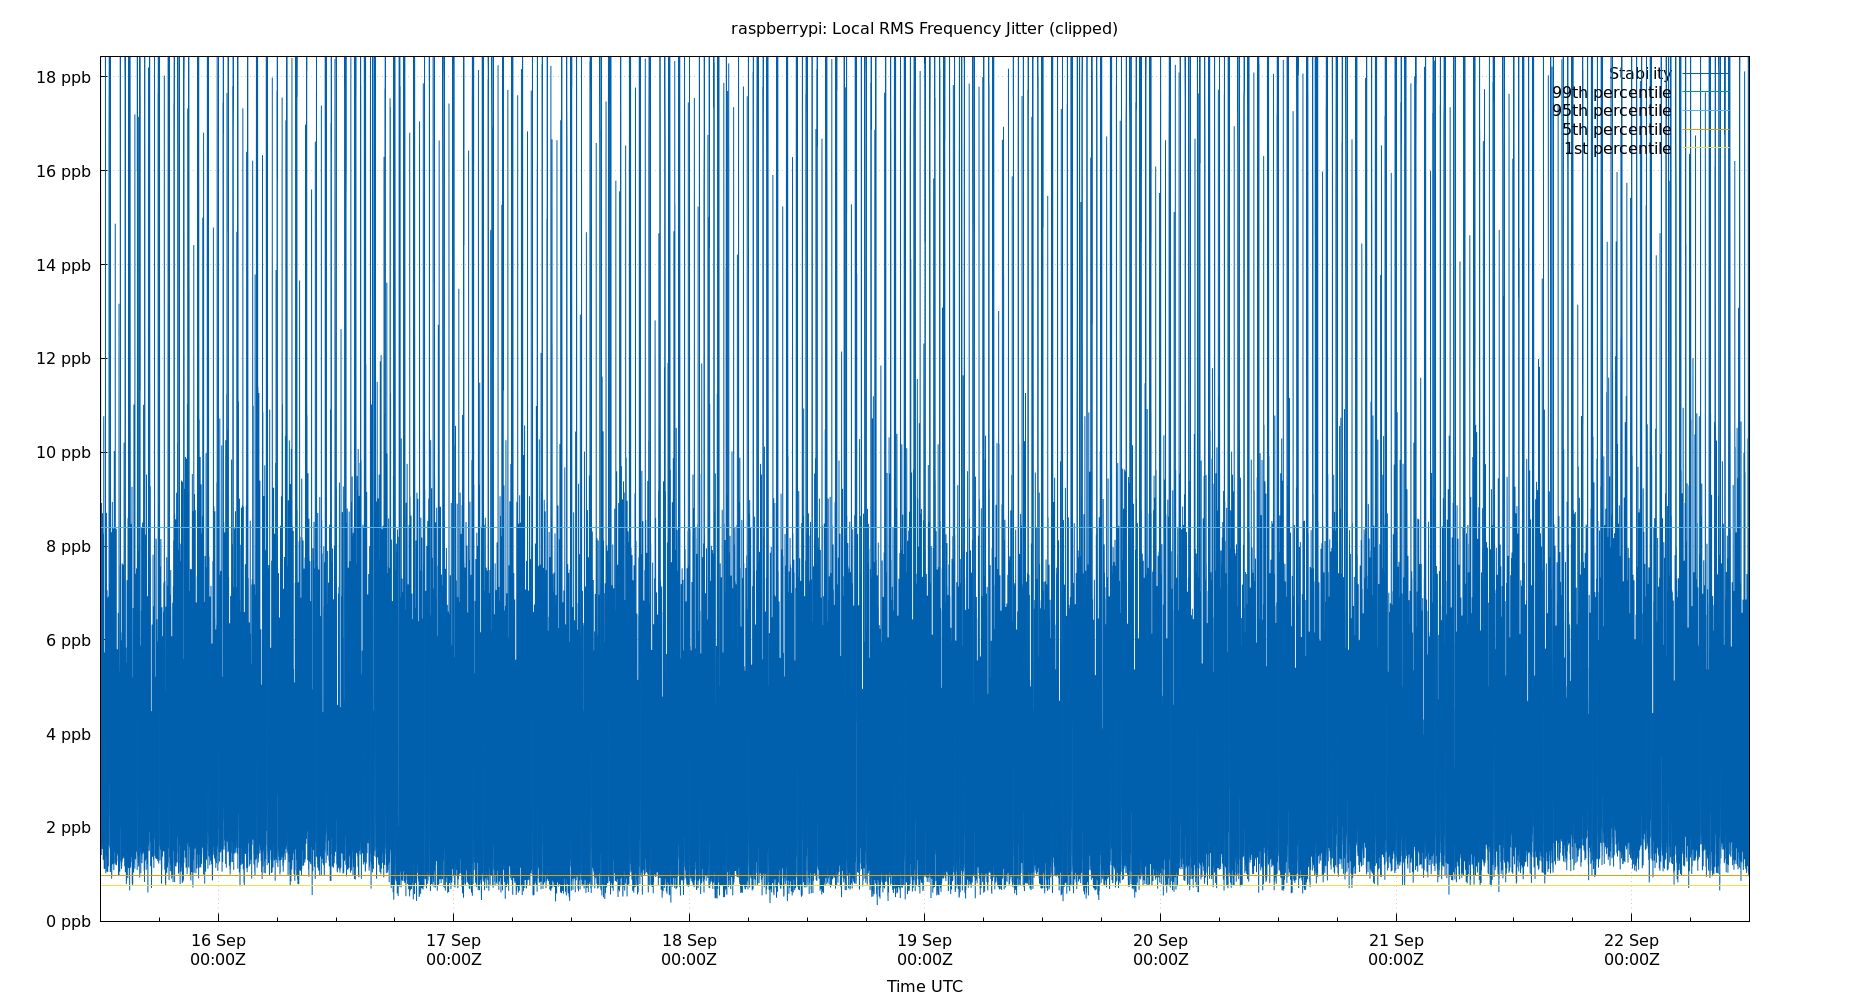 raspberrypi: Local RMS Frequency Jitter (clipped)
18 ppb
16 ppb
14 ppb
12 ppb
10 ppb
8 ppb
6 ppb
4 ppb
2 ppb
0 ppb
Stability
99th percentile
95th percentile
5th percentile
1st percentile
16 Sep
00:00Z
17 Sep
00:00Z
18 Sep
00:00Z
19 Sep
00:00Z
20 Sep
00:00Z
21 Sep
00:00Z
22 Sep
00:00Z
Time UTC